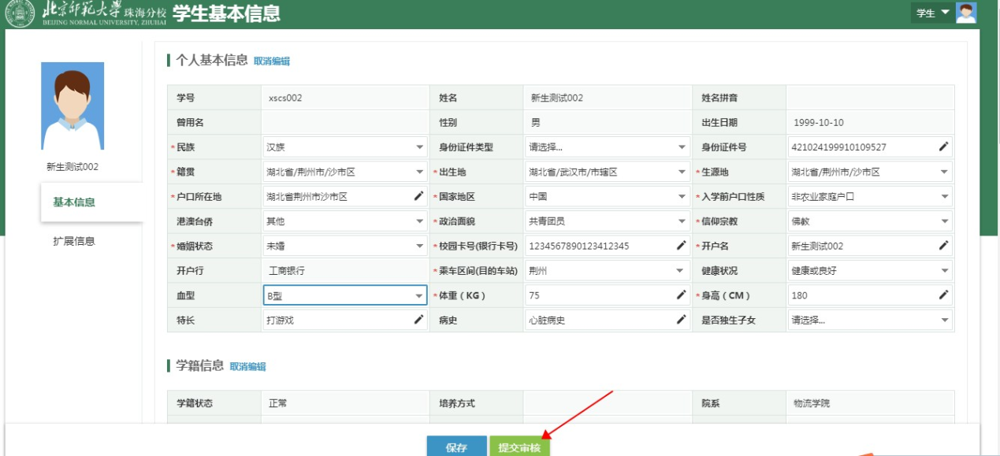 北京师范大学 珠海分校 学生基本信息
BEIJING NORMAL UNIVERSITY, ZHUHAI
学生
个人基本信息 取消编辑
学号 xscs002 姓名 新生测试002 姓名拼音
曾用名 性别 男 出生日期 1999-10-10
*民族 汉族 身份证件类型 请选择... 身份证件号 421024199910109527
新生测试002
*籍贯 湖北省/荆州市/沙市区 *出生地 湖北省/武汉市/市辖区 *生源地 湖北省/荆州市/沙市区
基本信息
*户口所在地 湖北省荆州市沙市区 *国家地区 中国 *入学前户口性质 非农业家庭户口
港澳台侨 其他 *政治面貌 共青团员 *信仰宗教 佛教
扩展信息
*婚姻状态 未婚 *校园卡号(银行卡号) 1234567890123412345 *开户名 新生测试002
开户行 工商银行 *乘车区间(目的车站) 荆州 健康状况 健康或良好
血型 B型 *体重(KG) 75 *身高(CM) 180
特长 打游戏 病史 心脏病史 是否独生子女 请选择...
学籍信息 取消编辑
学籍状态 正常 培养方式 院系 物流学院
保存 提交审核